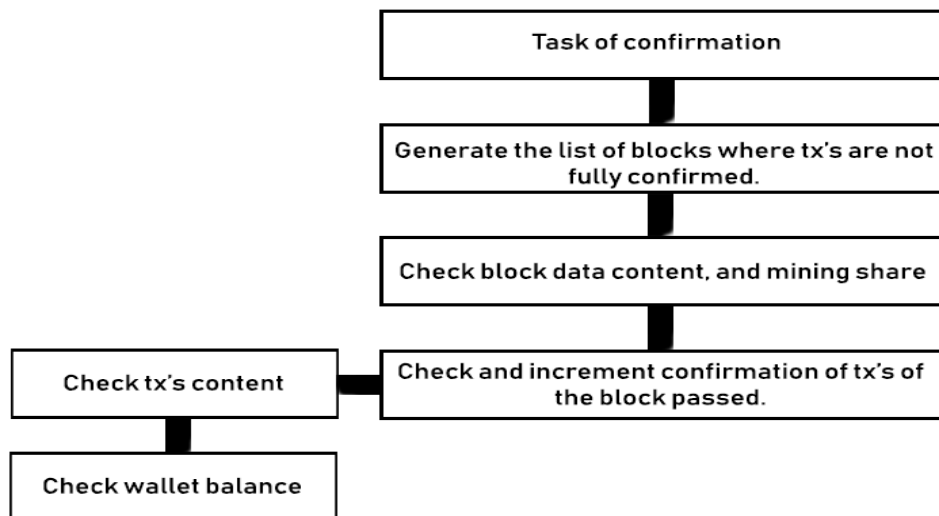 Task of confirmation
Generate the list of blocks where tx's are not
fully confirmed.
Check block data content, and mining share
Check and increment confirmation of tx's of
the block passed.
Check tx's content
Check wallet balance